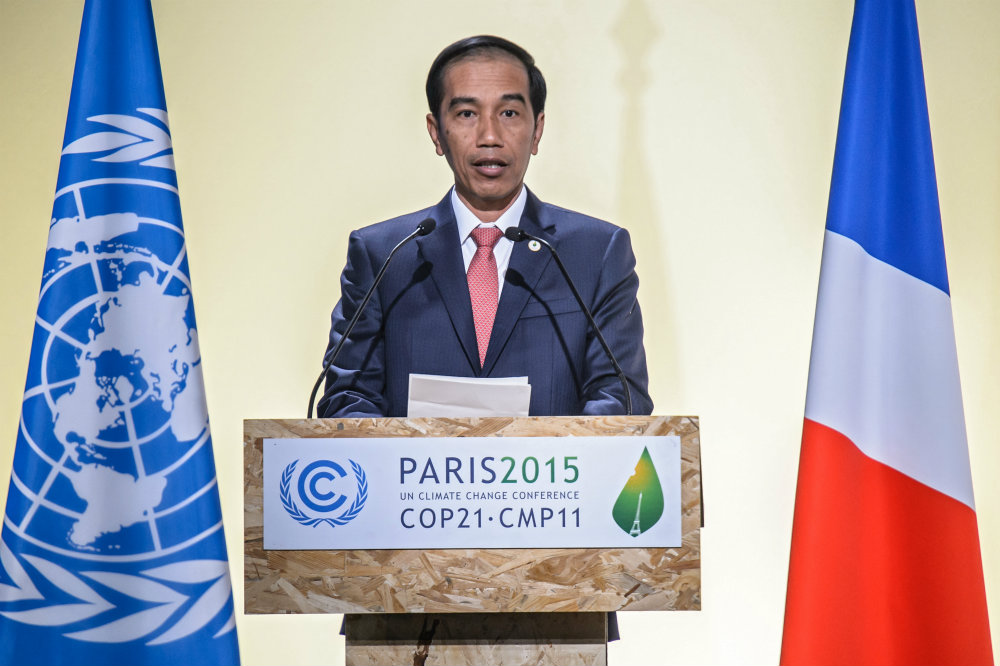 PARIS2015
UN CLIMATE CHANGE CONFERENCE
COP21·CMP11